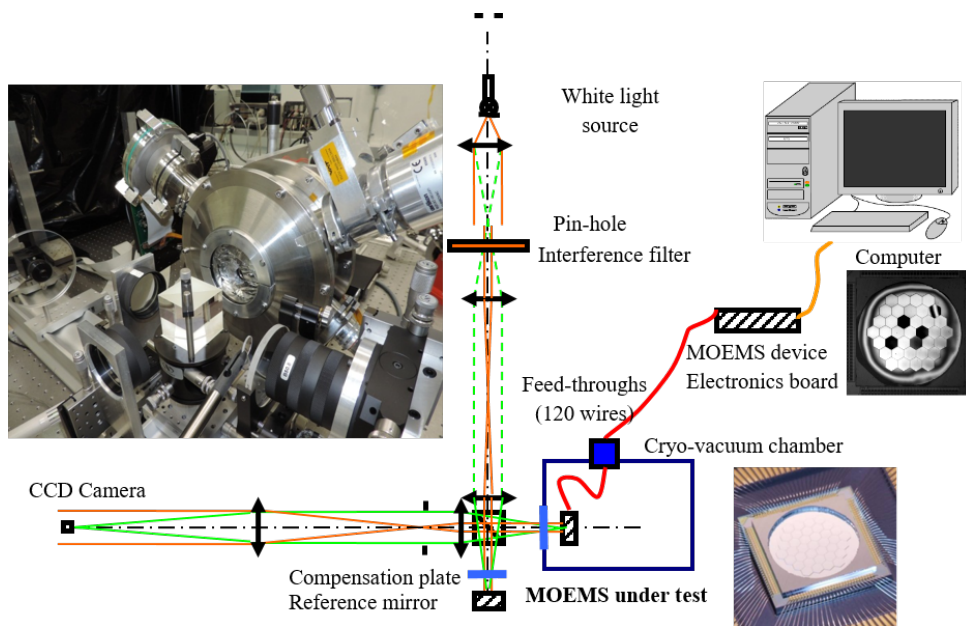 White light
source
Pin-hole
Interference filter
Computer
MOEMS device
Electronics board
Feed-throughs
(120 wires)
Cryo-vacuum chamber
CCD Camera
Compensation plate
Reference mirror
MOEMS under test